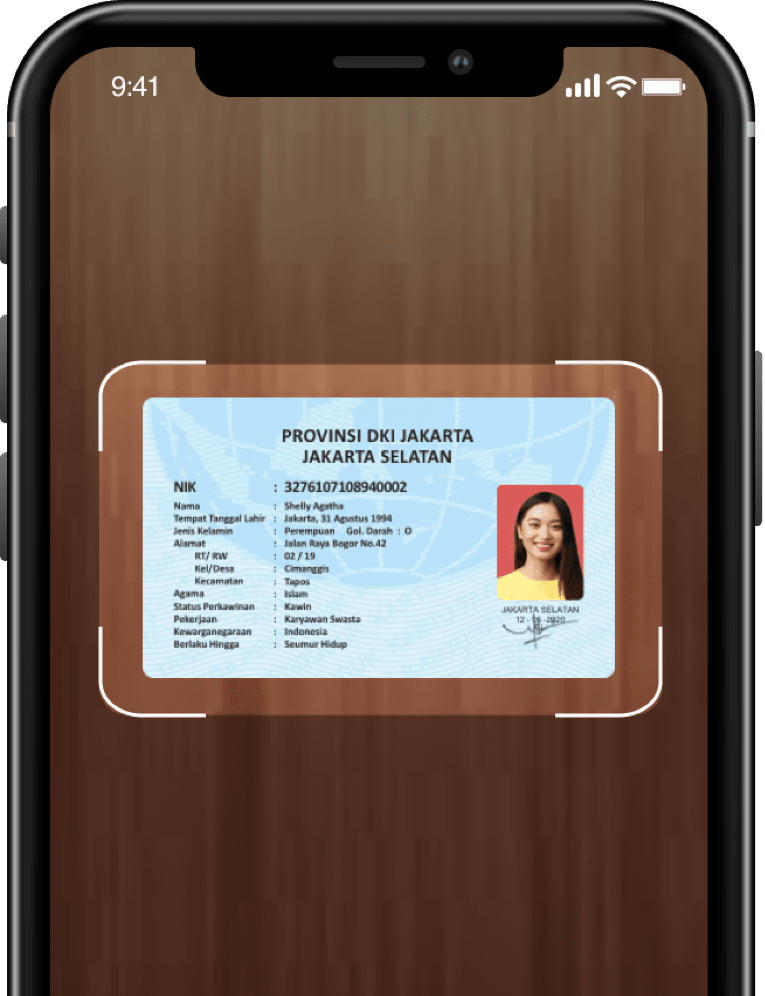 9:41
PROVINSI DKI JAKARTA
JAKARTA SELATAN
NIK : 3276107108940002
Nama : Shelly Agatha
Tempat Tanggal Lahir : Jakarta, 31 Agustus 1994
Jenis Kelamin : Perempuan Gol. Darah : O
Alamat : Jalan Raya Bogor No.42
RT/ RW : 02 / 19
Kel/Desa : Cimanggis
Kecamatan : Tapos
Agama : Islam
Status Perkawinan : Kawin
Pekerjaan : Karyawan Swasta
Kewarganegaraan : Indonesia
Berlaku Hingga : Seumur Hidup
JAKARTA SELATAN
12 - 06 -2020